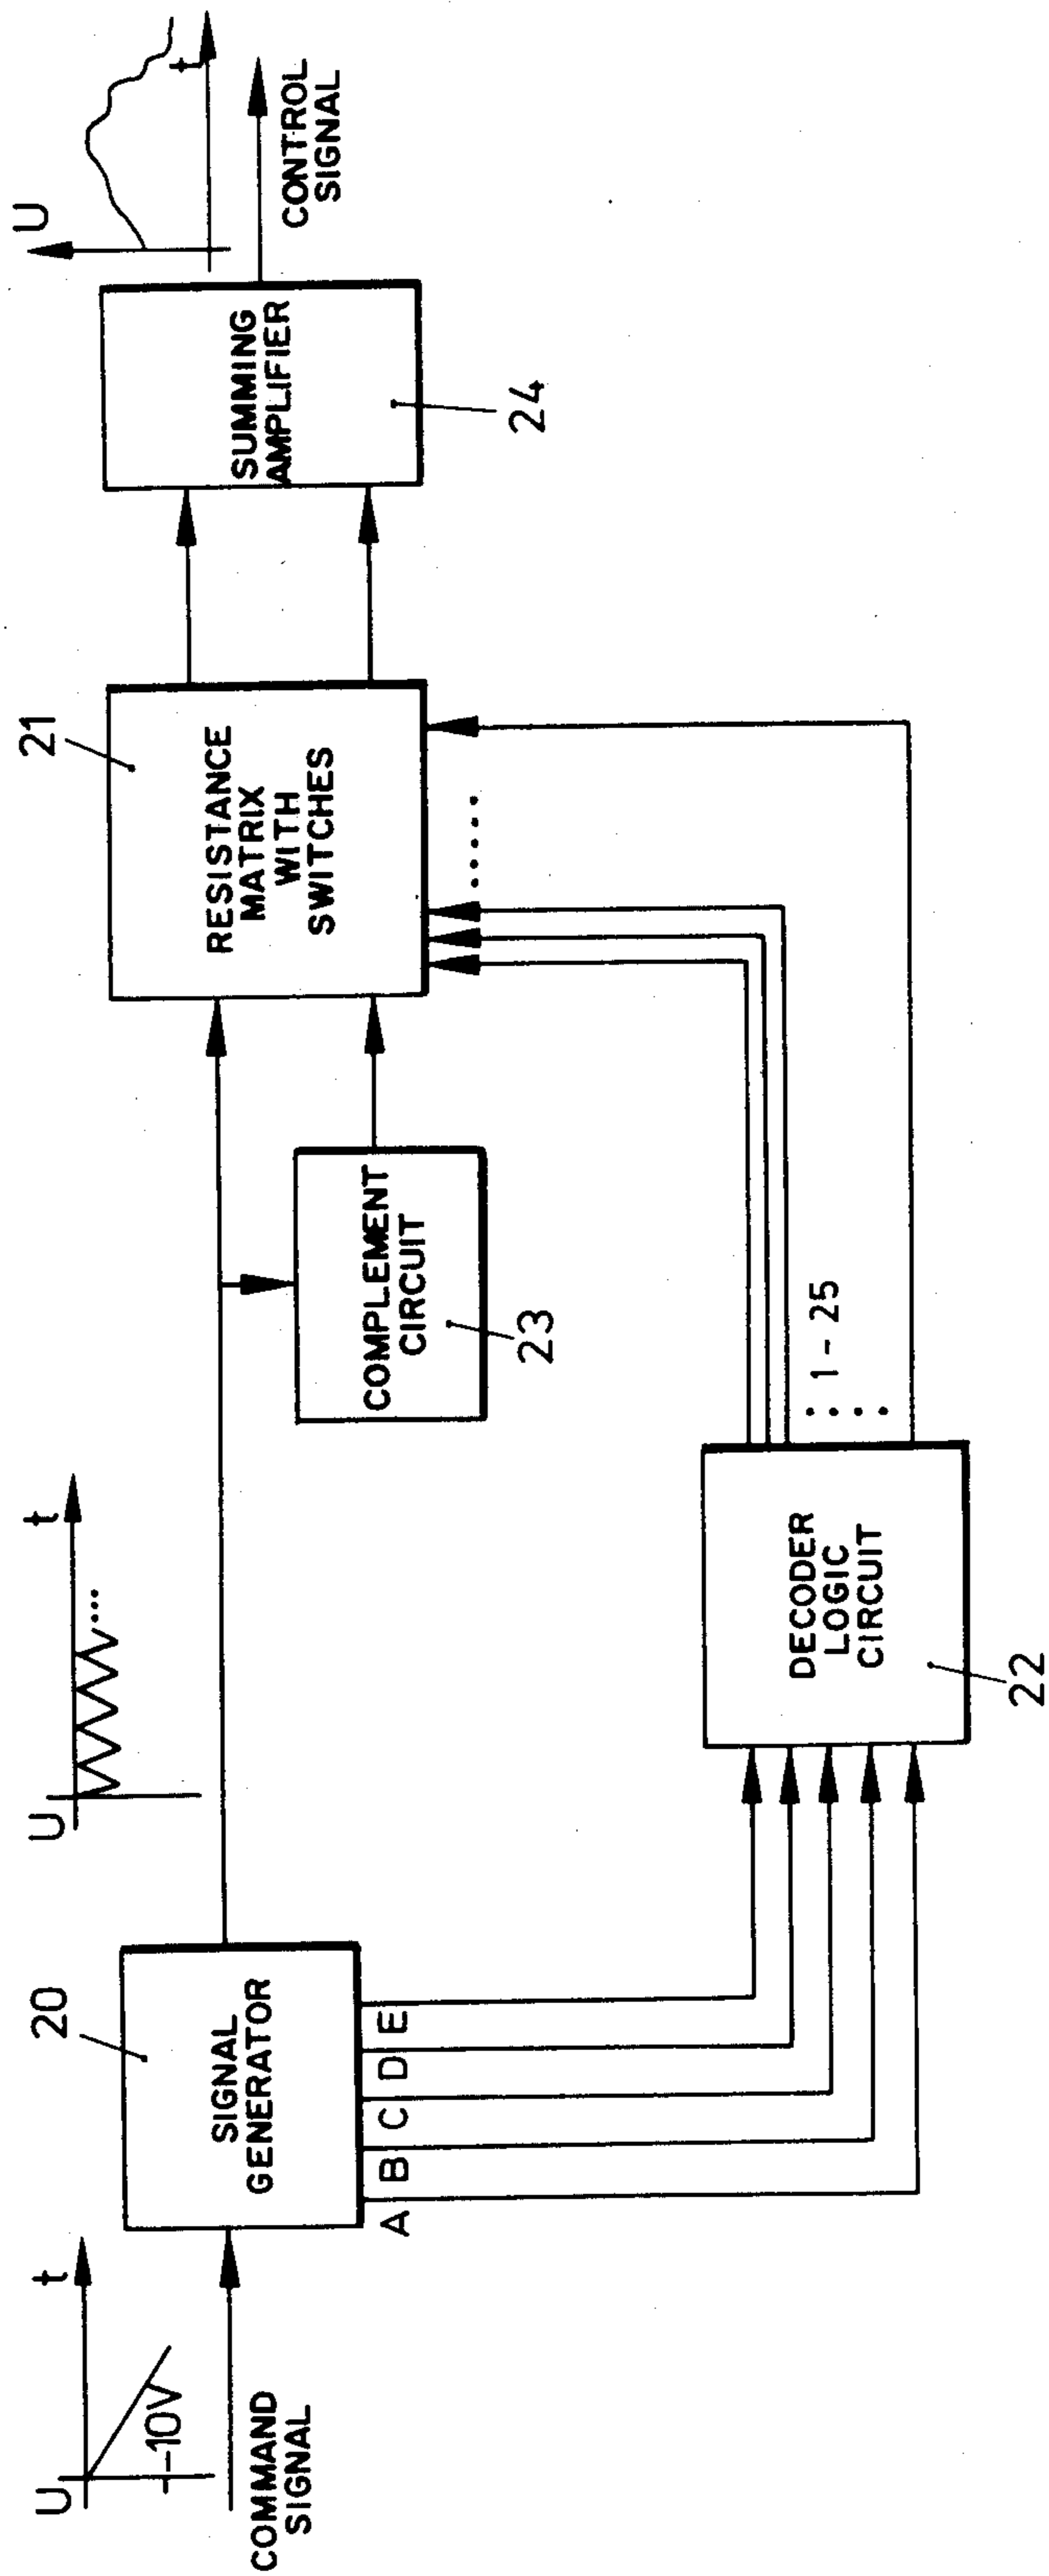 U
t
-10V
COMMAND
SIGNAL
20
SIGNAL
GENERATOR
A
B
C
D
E
U
t
COMPLEMENT
CIRCUIT
23
DECODER
LOGIC
CIRCUIT
22
1-25
21
RESISTANCE
MATRIX
WITH
SWITCHES
SUMMING
AMPLIFIER
24
U
t
CONTROL
SIGNAL